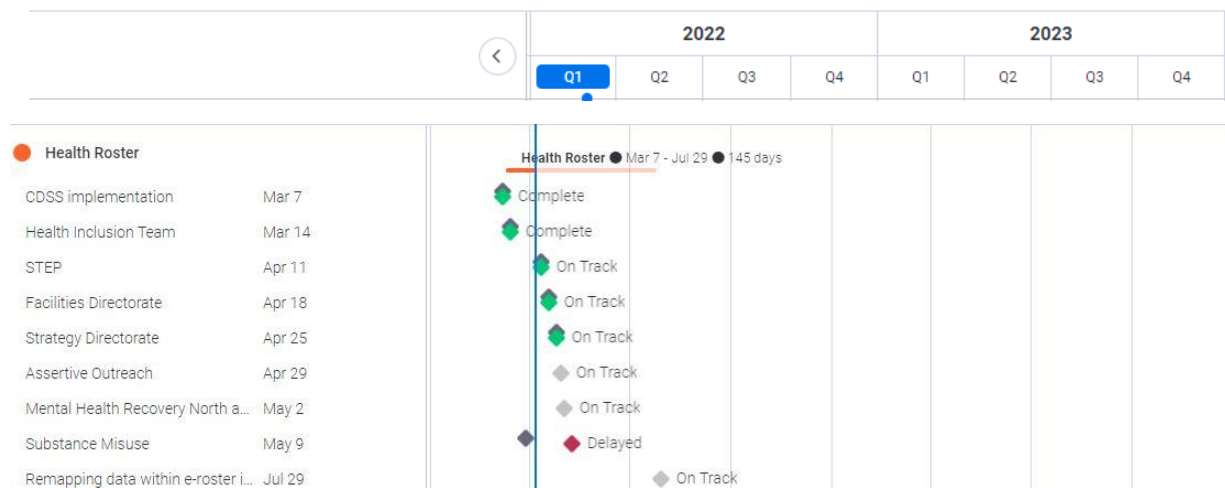 2022 2023
Q1 Q2 Q3 Q4 Q1 Q2 Q3 Q4
Health Roster
Health Roster ● Mar 7 - Jul 29 ● 145 days
CDSS implementation Mar 7 Complete
Health Inclusion Team Mar 14 Complete
STEP Apr 11 On Track
Facilities Directorate Apr 18 On Track
Strategy Directorate Apr 25 On Track
Assertive Outreach Apr 29 On Track
Mental Health Recovery North a... May 2 On Track
Substance Misuse May 9 Delayed
Remapping data within e-roster i... Jul 29 On Track